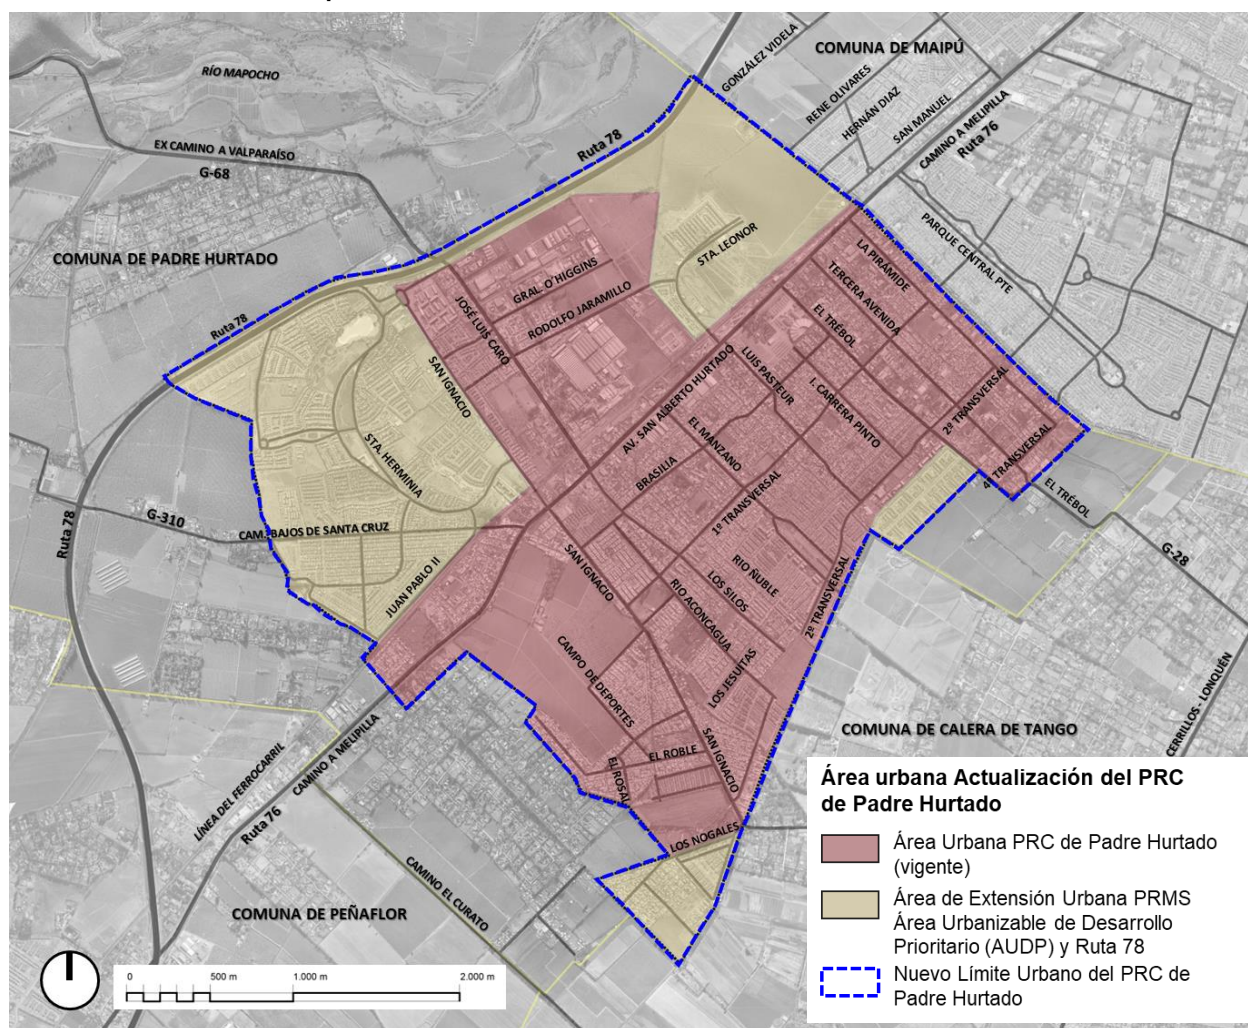 GONZÁLEZ VIDELA
COMUNA DE MAIPÚ
RÍO MAPOCHO
RENE OLIVARES
HERNÁN DIAZ
SAN MANUEL
CAMINO A MELIPILLA
Ruta 76
Ruta 78
EX CAMINO A VALPARAÍSO
G-68
PARQUE CENTRAL PTE
COMUNA DE PADRE HURTADO
STA. LEONOR
LA PIRÁMIDE
TERCERA AVENIDA
GRAL. O'HIGGINS
RODOLFO JARAMILLO
JOSÉ LUIS CARO
EL TRÉBOL
Ruta 78
SAN IGNACIO
AV. SAN ALBERTO HURTADO
LUIS PASTEUR
I. CARRERA PINTO
2º TRANSVERSAL
EL MANZANO
BRASILIA
STA. HERMINIA
1º TRANSVERSAL
4º TRANSVERSAL
EL TRÉBOL
G-310
CAM. BAJOS DE SANTA CRUZ
Ruta 78
G-28
JUAN PABLO II
SAN IGNACIO
RIO ÑUBLE
LOS SILOS
RIO ACONCAGUA
2º TRANSVERSAL
CAMPO DE DEPORTES
LOS JESUITAS
CERRILLOS - LONQUÉN
COMUNA DE CALERA DE TANGO
SAN IGNACIO
EL ROBLE
EL ROSAL
LÍNEA DEL FERROCARRIL
CAMINO A MELIPILLA
Ruta 76
LOS NOGALES
CAMINO EL CURATO
COMUNA DE PEÑAFLOR
0
500 m
1.000 m
2.000 m
Área urbana Actualización del PRC
de Padre Hurtado
Área Urbana PRC de Padre Hurtado
(vigente)
Área de Extensión Urbana PRMS
Área Urbanizable de Desarrollo
Prioritario (AUDP) y Ruta 78
Nuevo Límite Urbano del PRC de
Padre Hurtado